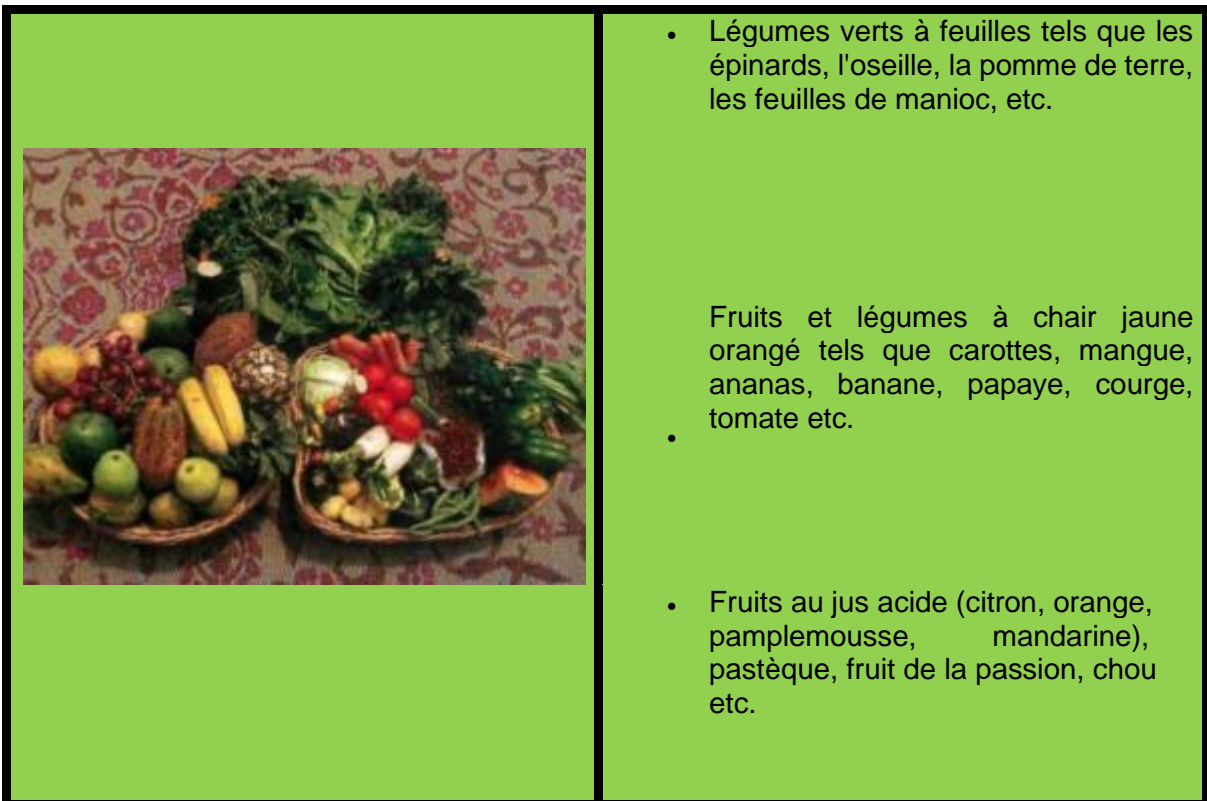 • Légumes verts à feuilles tels que les
épinards, l'oseille, la pomme de terre,
les feuilles de manioc, etc.
Fruits et légumes à chair jaune
orangé tels que carottes, mangue,
ananas, banane, papaye, courge,
tomate etc.
•
• Fruits au jus acide (citron, orange,
pamplemousse, mandarine),
pastèque, fruit de la passion, chou
etc.